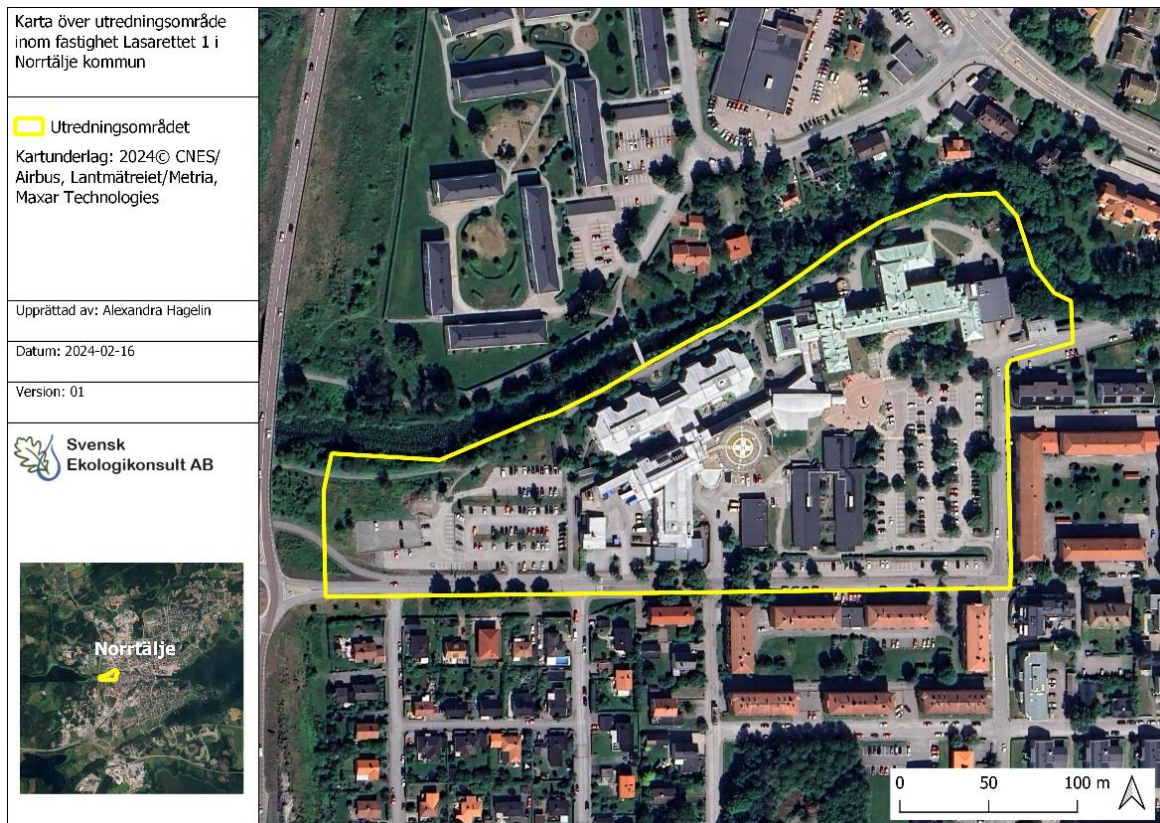 Karta över utredningsområde
inom fastighet Lasarettet 1 i
Norrtälje kommun
Utredningsområdet
Kartunderlag: 2024© CNES/
Airbus, Lantmätreiet/Metria,
Maxar Technologies
Upprättad av: Alexandra Hagelin
Datum: 2024-02-16
Version: 01
Svensk
Ekologikonsult AB
Norrtälje
0 50 100 m